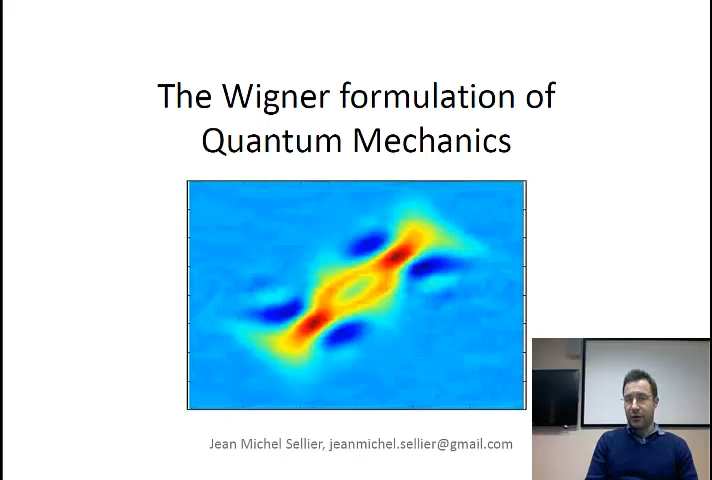 The Wigner formulation of
Quantum Mechanics
Jean Michel Sellier, jeanmichel.sellier@gmail.com